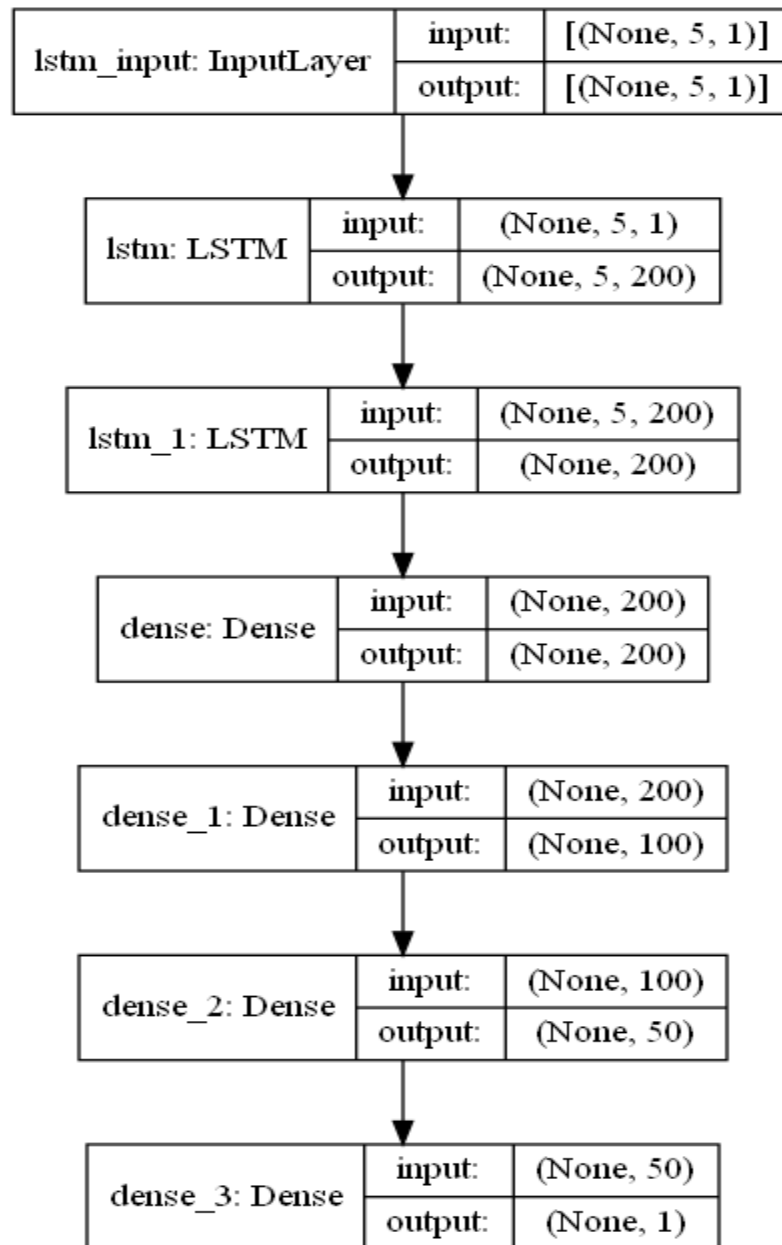 lstm_input: InputLayer
input: [(None, 5, 1)]
output: [(None, 5, 1)]
lstm: LSTM
input: (None, 5, 1)
output: (None, 5, 200)
lstm_1: LSTM
input: (None, 5, 200)
output: (None, 200)
dense: Dense
input: (None, 200)
output: (None, 200)
dense_1: Dense
input: (None, 200)
output: (None, 100)
dense_2: Dense
input: (None, 100)
output: (None, 50)
dense_3: Dense
input: (None, 50)
output: (None, 1)